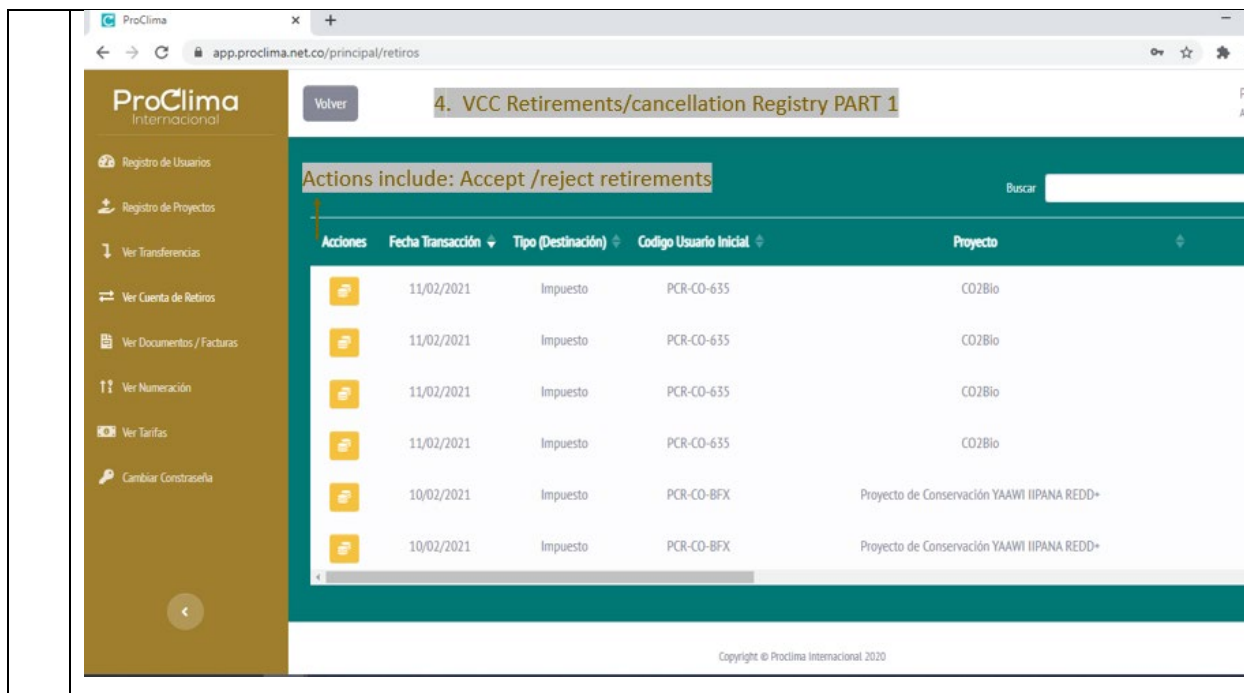 ProClima
app.proclima.net.co/principal/retiros
ProClima
Internacional
Volver
4. VCC Retirements/cancellation Registry PART 1
Registro de Usuarios
Registro de Proyectos
Ver Transferencias
Ver Cuenta de Retiros
Ver Documentos / Facturas
Ver Numeración
Ver Tarifas
Cambiar Constraseña
Actions include: Accept /reject retirements
Buscar
Acciones Fecha Transacción Tipo (Destinación) Codigo Usuario Inicial Proyecto
11/02/2021 Impuesto PCR-CO-635 CO2Bio
11/02/2021 Impuesto PCR-CO-635 CO2Bio
11/02/2021 Impuesto PCR-CO-635 CO2Bio
11/02/2021 Impuesto PCR-CO-635 CO2Bio
10/02/2021 Impuesto PCR-CO-BFX Proyecto de Conservación YAAWI IIPANA REDD+
10/02/2021 Impuesto PCR-CO-BFX Proyecto de Conservación YAAWI IIPANA REDD+
Copyright © Proclima Internacional 2020